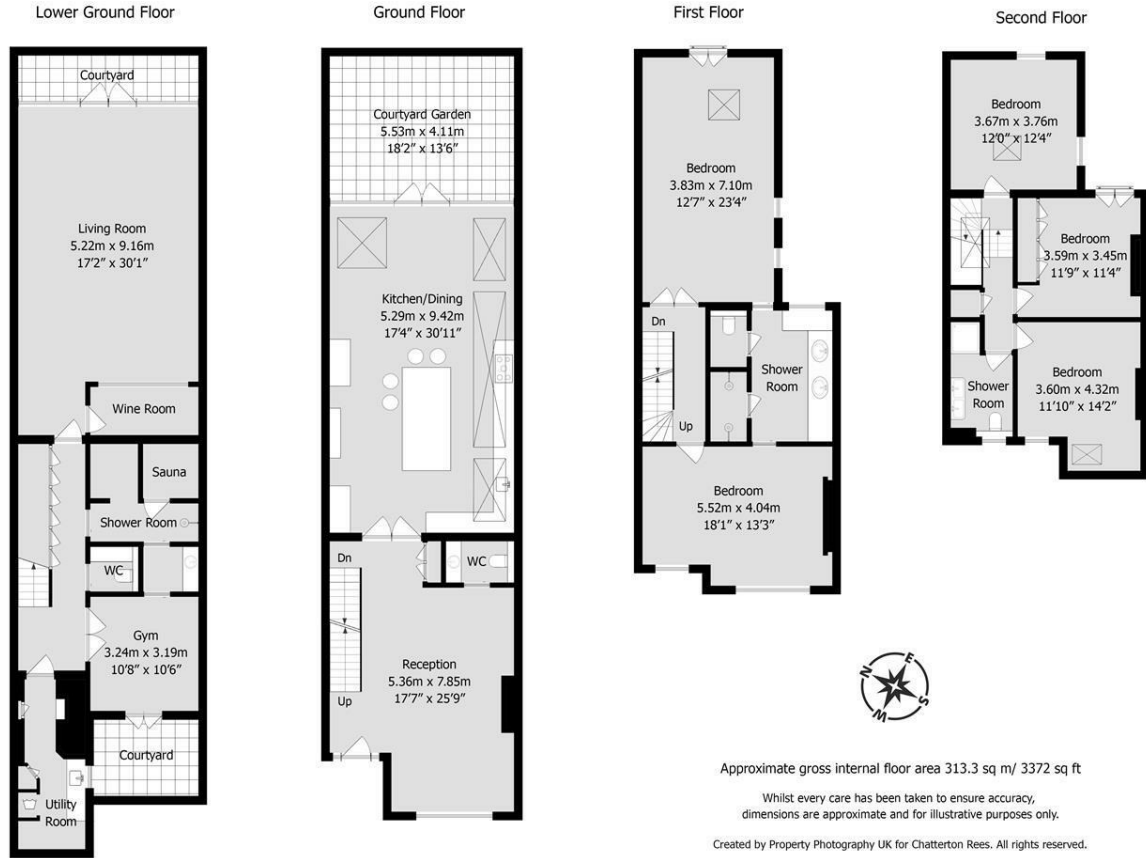 Lower Ground Floor
Courtyard
Living Room
5.22m x 9.16m
17'2" x 30'1"
Wine Room
Sauna
Shower Room
WC
Gym
3.24m x 3.19m
10'8" x 10'6"
Courtyard
Utility
Room
Ground Floor
Courtyard Garden
5.53m x 4.11m
18'2" x 13'6"
Kitchen/Dining
5.29m x 9.42m
17'4" x 30'11"
Dn
WC
Reception
5.36m x 7.85m
17'7" x 25'9"
Up
First Floor
Bedroom
3.83m x 7.10m
12'7" x 23'4"
Dn
Shower
Room
Up
Bedroom
5.52m x 4.04m
18'1" x 13'3"
Second Floor
Bedroom
3.67m x 3.76m
12'0" x 12'4"
Bedroom
3.59m x 3.45m
11'9" x 11'4"
Bedroom
3.60m x 4.32m
11'10" x 14'2"
Shower
Room
N
E
S
W
Approximate gross internal floor area 313.3 sq m/ 3372 sq ft
Whilst every care has been taken to ensure accuracy,
dimensions are approximate and for illustrative purposes only.
Created by Property Photography UK for Chatterton Rees. All rights reserved.